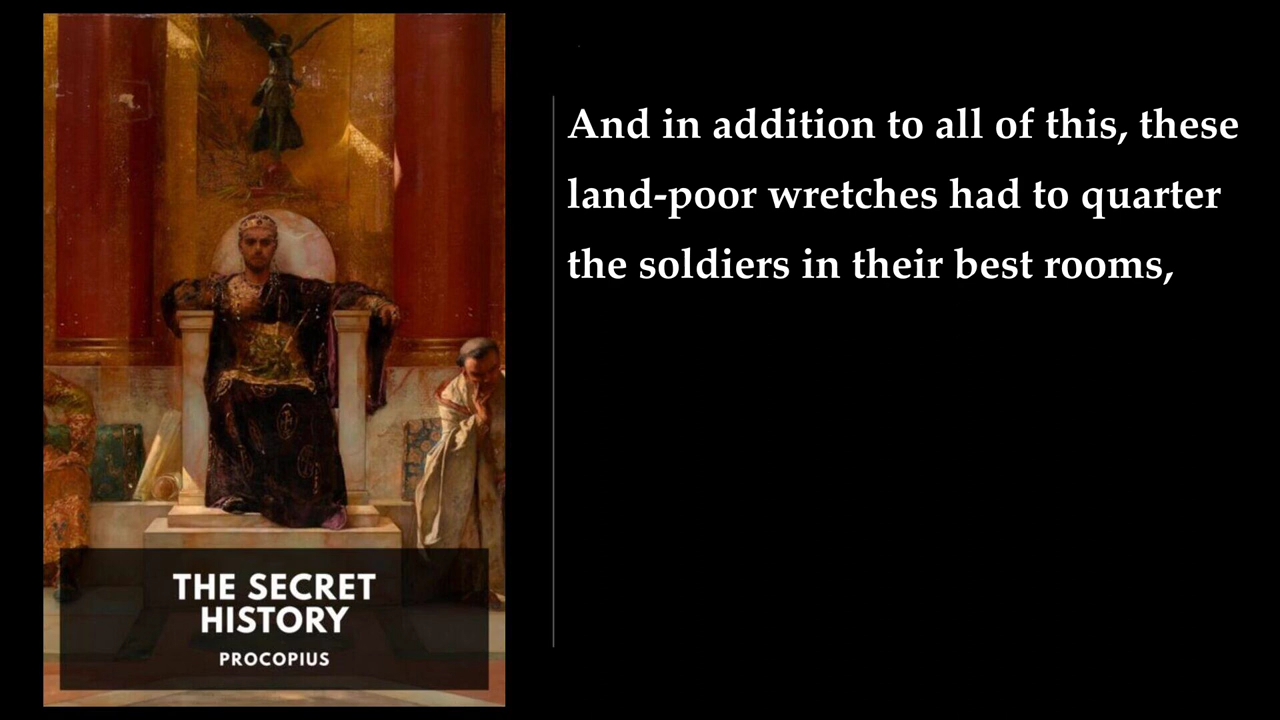 THE SECRET
HISTORY
PROCOPIUS
And in addition to all of this, these
land-poor wretches had to quarter
the soldiers in their best rooms,